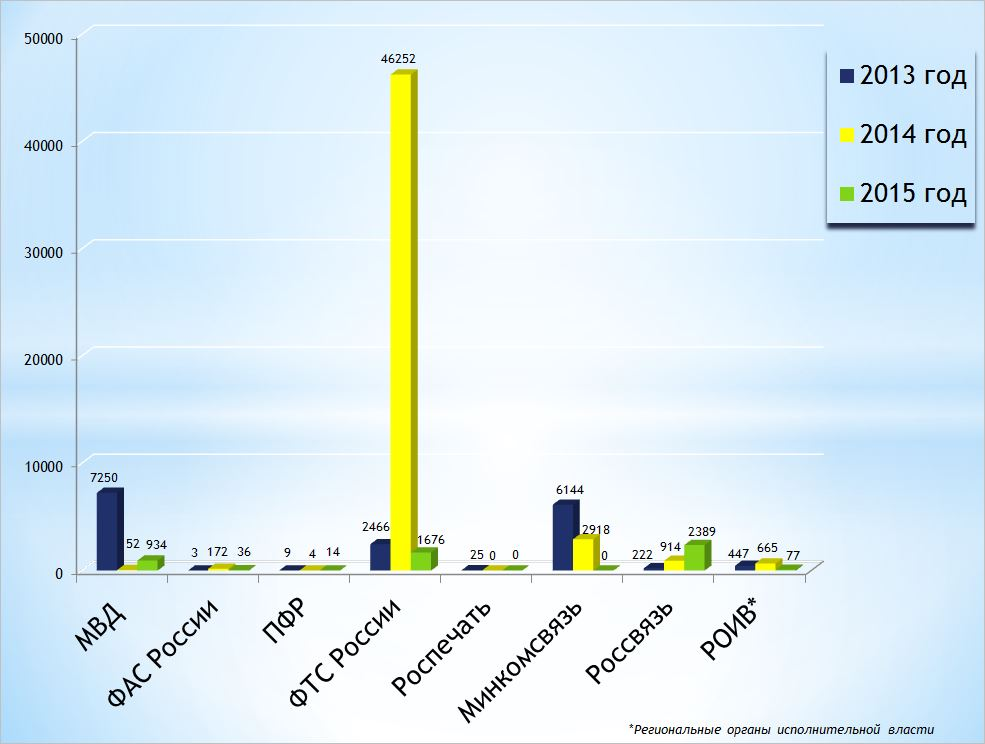 50000
40000
30000
20000
10000
0
7250
52
934
3
172
36
9
4
14
2466
46252
1676
25
0
0
6144
2918
0
222
914
2389
447
665
77
МВД
ФАС России
ПФР
ФТС России
Роспечать
Минкомсвязь
Россвязь
РОИВ*
2013 год
2014 год
2015 год
*Региональные органы исполнительной власти